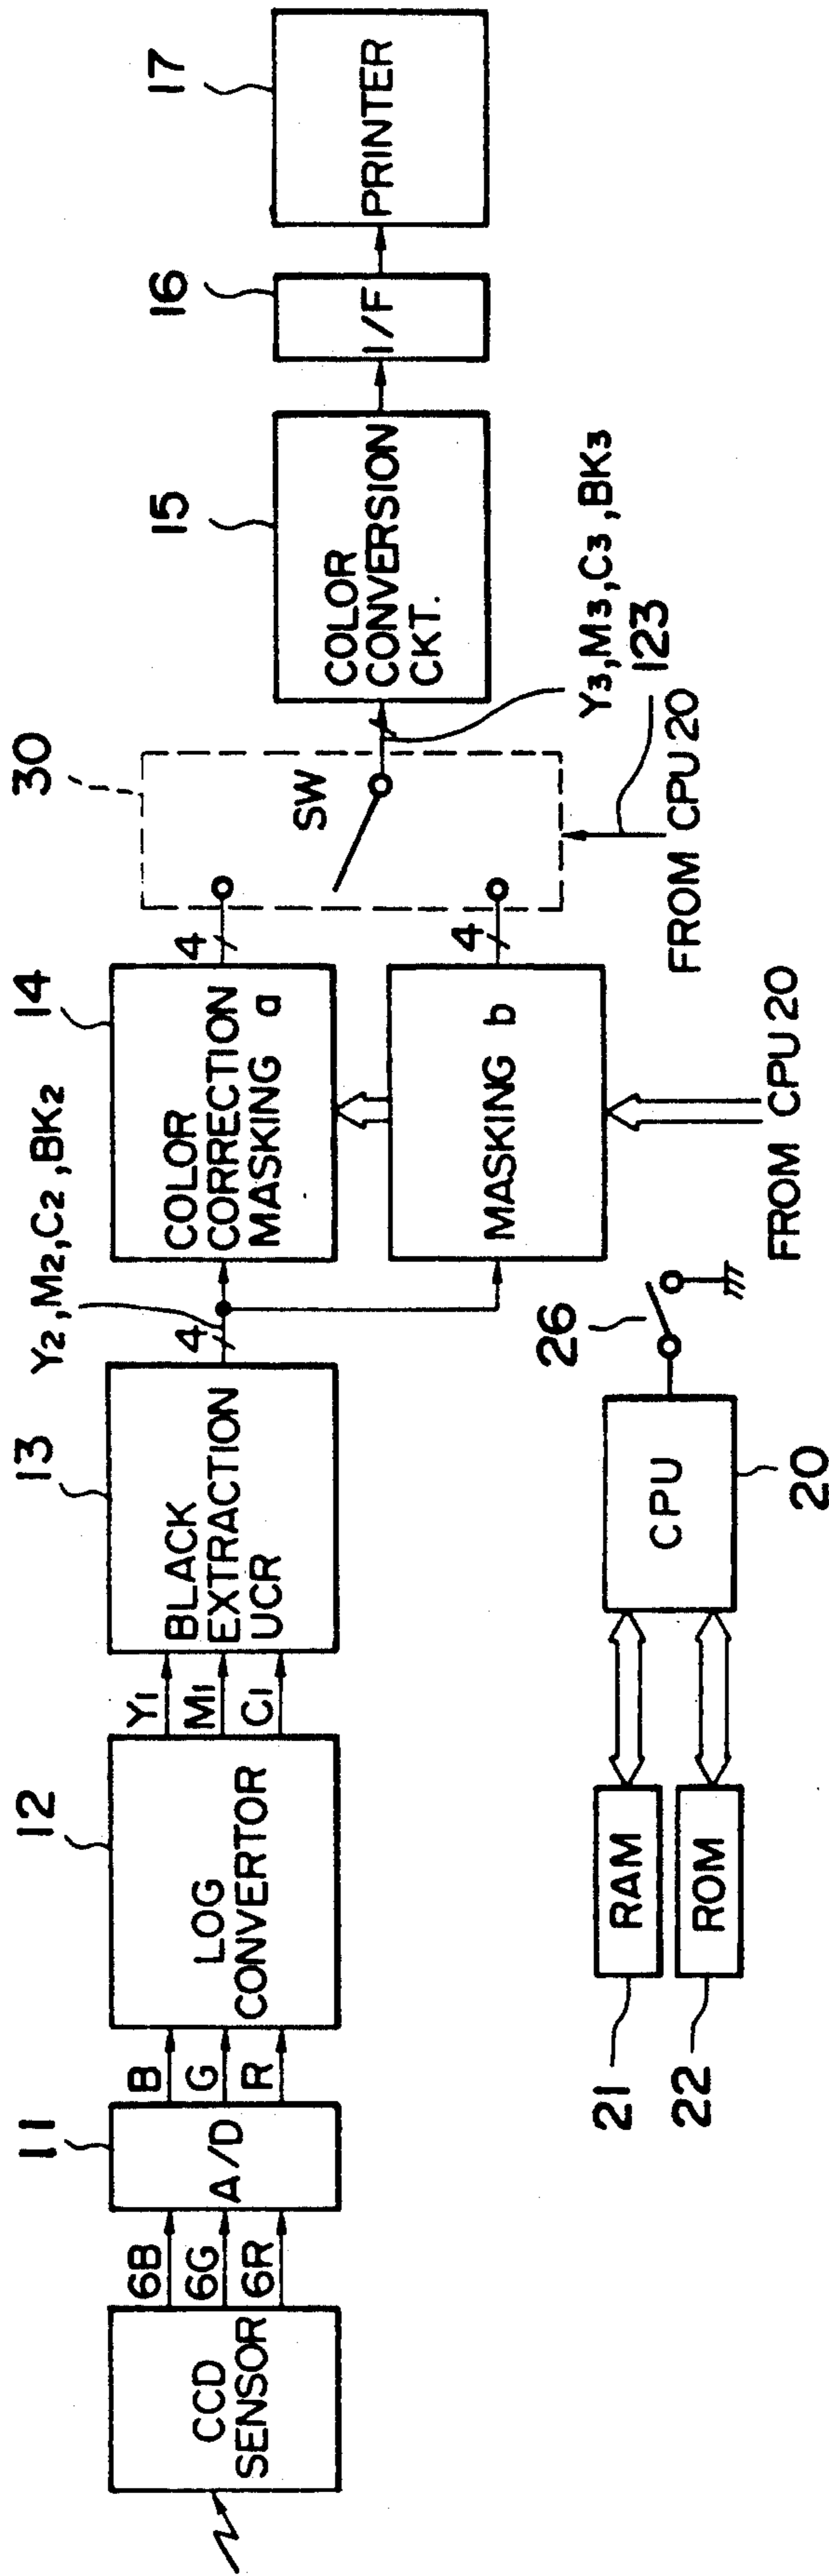 11
12
13
14
30
15
16
17
CCD
SENSOR
6B
6G
6R
A/D
B
G
R
LOG
CONVERTOR
Y1
M1
C1
BLACK
EXTRACTION
UCR
4
Y2, M2, C2, BK2
COLOR
CORRECTION
MASKING a
4
MASKING b
4
SW
COLOR
CONVERSION
CKT.
I/F
PRINTER
Y3, M3, C3, BK3
123
FROM CPU 20
FROM CPU 20
26
21
RAM
22
ROM
CPU
20